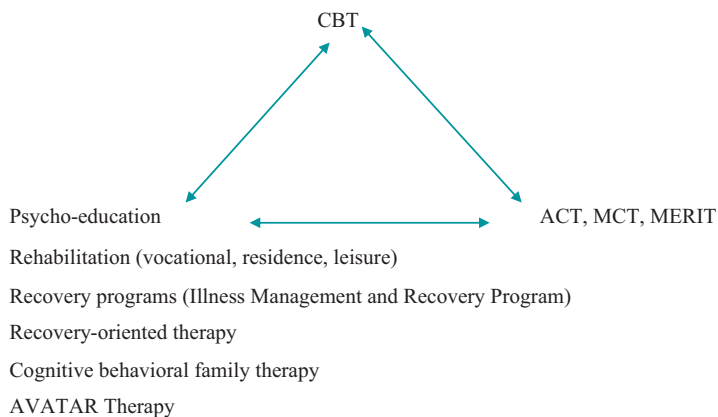 CBT
Psycho-education
ACT, MCT, MERIT
Rehabilitation (vocational, residence, leisure)
Recovery programs (Illness Management and Recovery Program)
Recovery-oriented therapy
Cognitive behavioral family therapy
AVATAR Therapy